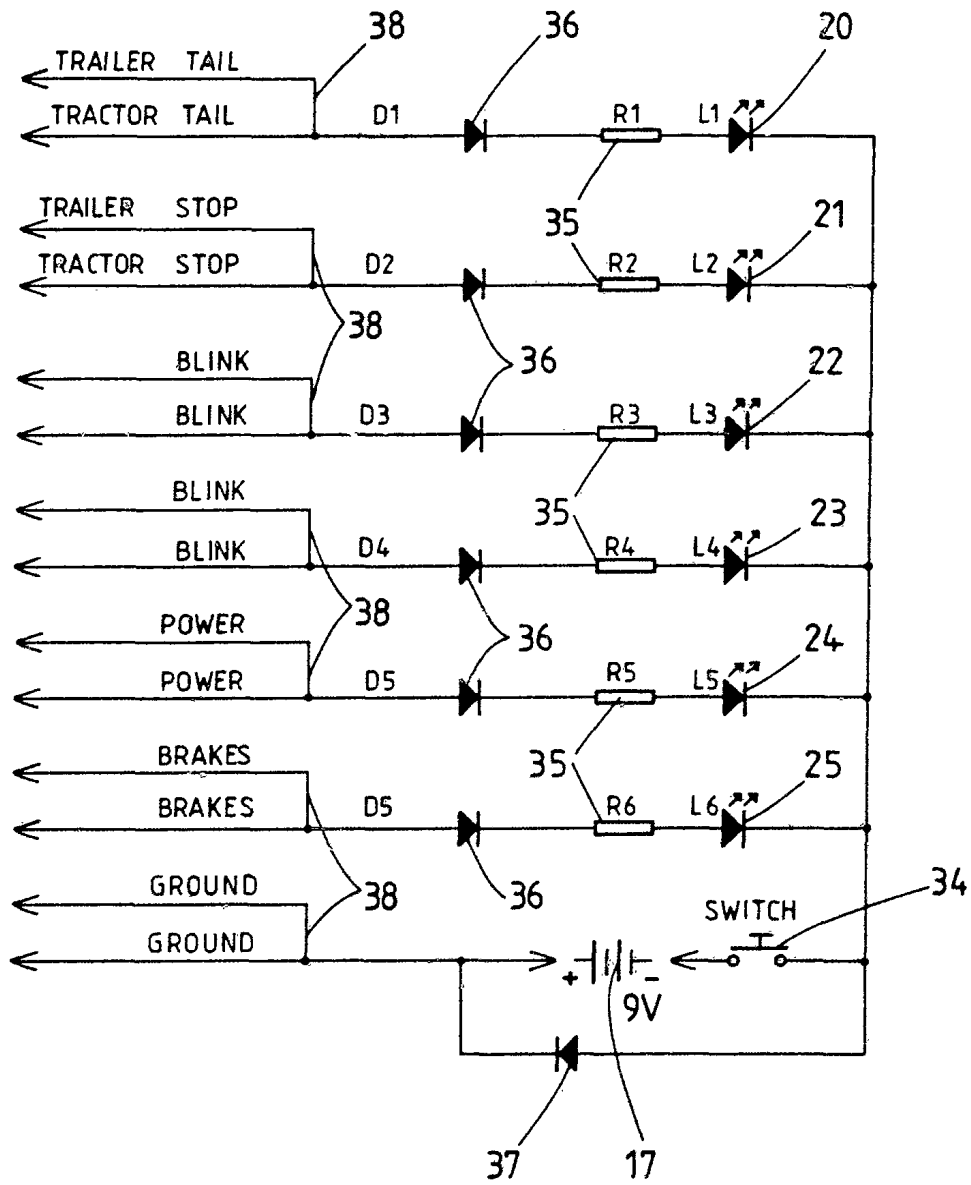 38 36 20
TRAILER TAIL
TRACTOR TAIL D1 R1 L1
35
TRAILER STOP 21
TRACTOR STOP D2 R2 L2
38
36
BLINK 22
BLINK D3 R3 L3
35
BLINK 23
BLINK D4 R4 L4
38
36
POWER 24
POWER D5 R5 L5
35
BRAKES 25
BRAKES D5 R6 L6
38 36 34
GROUND SWITCH
GROUND
+ -
9V
37 17